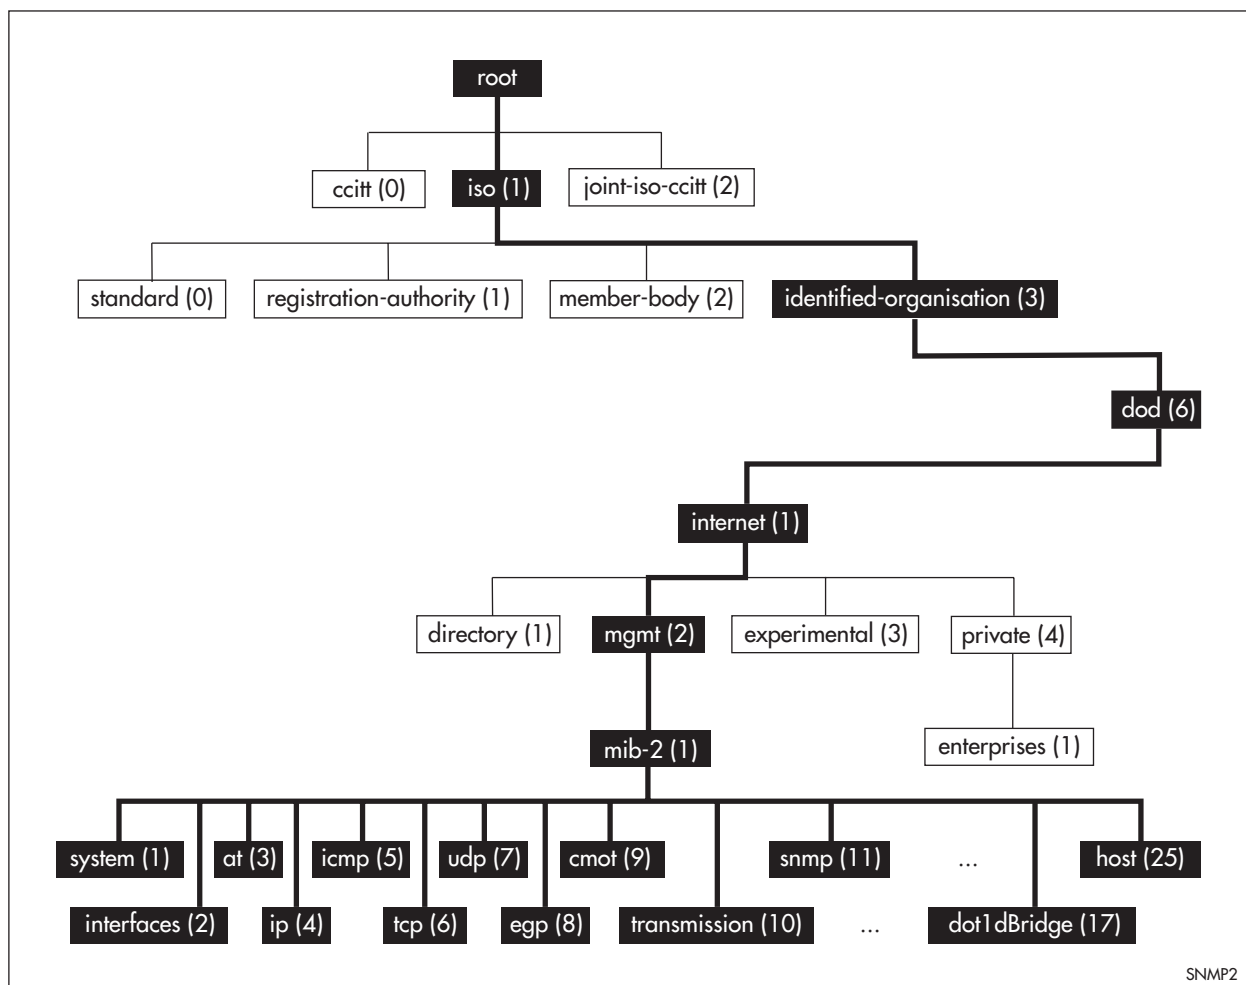 root
ccitt (0)
iso (1)
joint-iso-ccitt (2)
standard (0)
registration-authority (1)
member-body (2)
identified-organisation (3)
dod (6)
internet (1)
directory (1)
mgmt (2)
experimental (3)
private (4)
mib-2 (1)
enterprises (1)
system (1)
at (3)
icmp (5)
udp (7)
cmot (9)
snmp (11)
...
host (25)
interfaces (2)
ip (4)
tcp (6)
egp (8)
transmission (10)
...
dot1dBridge (17)
SNMP2